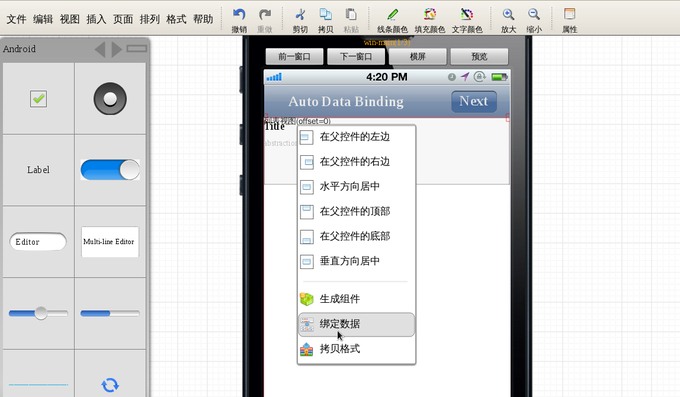 文件 编辑 视图 插入 页面 排列 格式 帮助
撤销 重做 剪切 拷贝 粘贴 线条颜色 填充颜色 文字颜色 放大 缩小 属性
Android
前一窗口 下一窗口 横屏 预览
4:20 PM
Auto Data Binding Next
列表视图(offset=0)
Title
在父控件的左边
在父控件的右边
水平方向居中
在父控件的顶部
在父控件的底部
垂直方向居中
生成组件
绑定数据
拷贝格式
Label
Editor Multi-line Editor